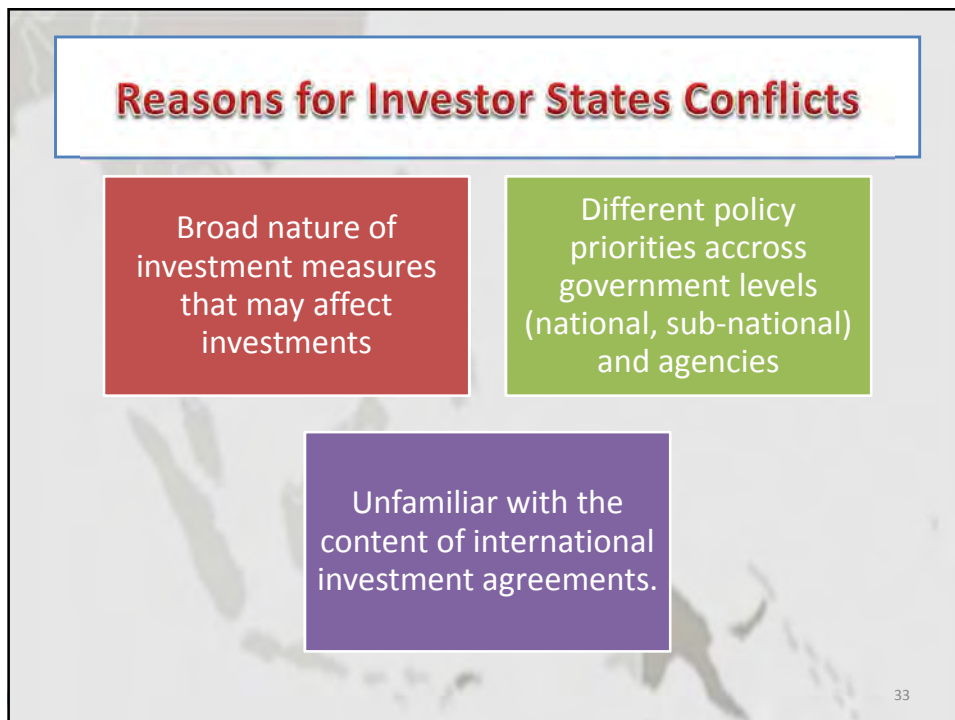 Reasons for Investor States Conflicts
Broad nature of
investment measures
that may affect
investments
Different policy
priorities accross
government levels
(national, sub-national)
and agencies
Unfamiliar with the
content of international
investment agreements.
33